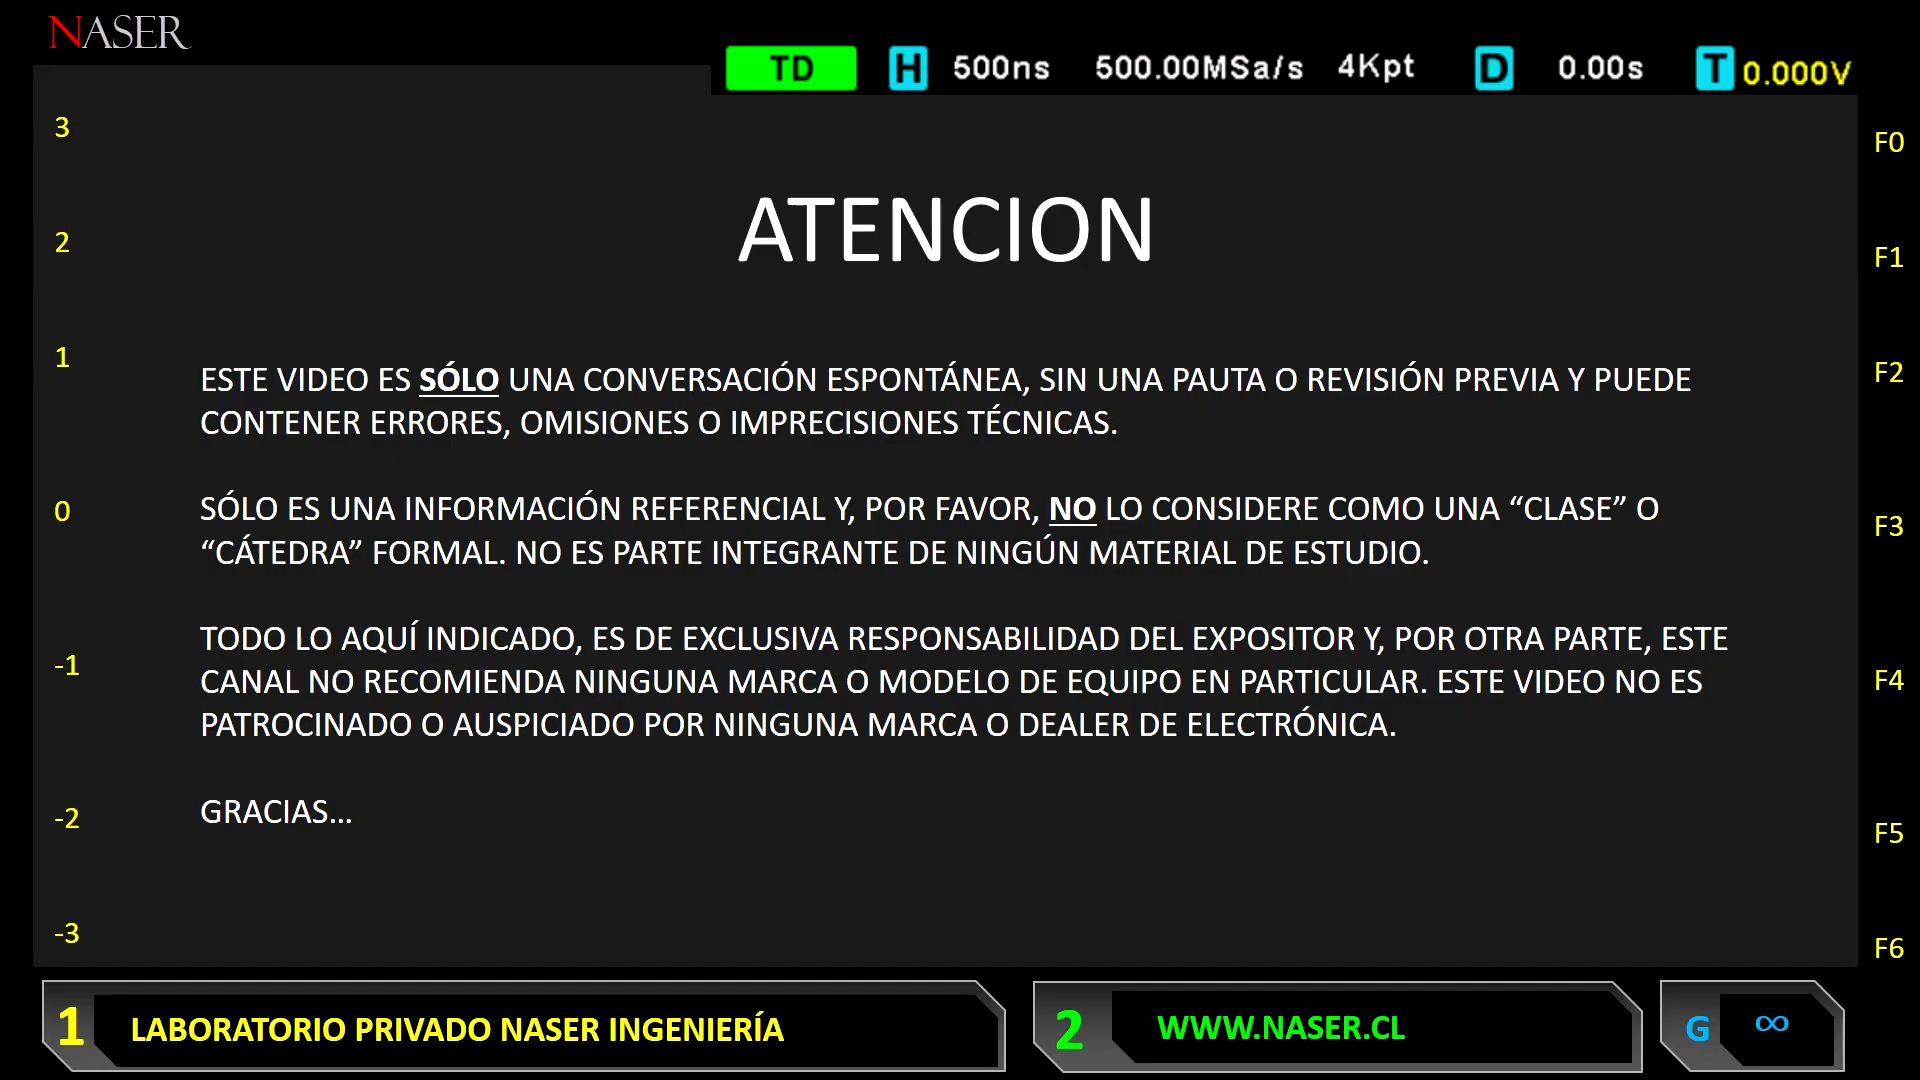 NASER
TD H 500ns 500.00MSa/s 4Kpt D 0.00s T 0.000V
3
F0
ATENCION
2
F1
1
F2
ESTE VIDEO ES SÓLO UNA CONVERSACIÓN ESPONTÁNEA, SIN UNA PAUTA O REVISIÓN PREVIA Y PUEDE
CONTENER ERRORES, OMISIONES O IMPRECISIONES TÉCNICAS.
0
SÓLO ES UNA INFORMACIÓN REFERENCIAL Y, POR FAVOR, NO LO CONSIDERE COMO UNA “CLASE” O
F3
“CÁTEDRA” FORMAL. NO ES PARTE INTEGRANTE DE NINGÚN MATERIAL DE ESTUDIO.
TODO LO AQUÍ INDICADO, ES DE EXCLUSIVA RESPONSABILIDAD DEL EXPOSITOR Y, POR OTRA PARTE, ESTE
-1
CANAL NO RECOMIENDA NINGUNA MARCA O MODELO DE EQUIPO EN PARTICULAR. ESTE VIDEO NO ES
F4
PATROCINADO O AUSPICIADO POR NINGUNA MARCA O DEALER DE ELECTRÓNICA.
GRACIAS...
-2
F5
-3
F6
1 LABORATORIO PRIVADO NASER INGENIERÍA
2 WWW.NASER.CL
G ∞